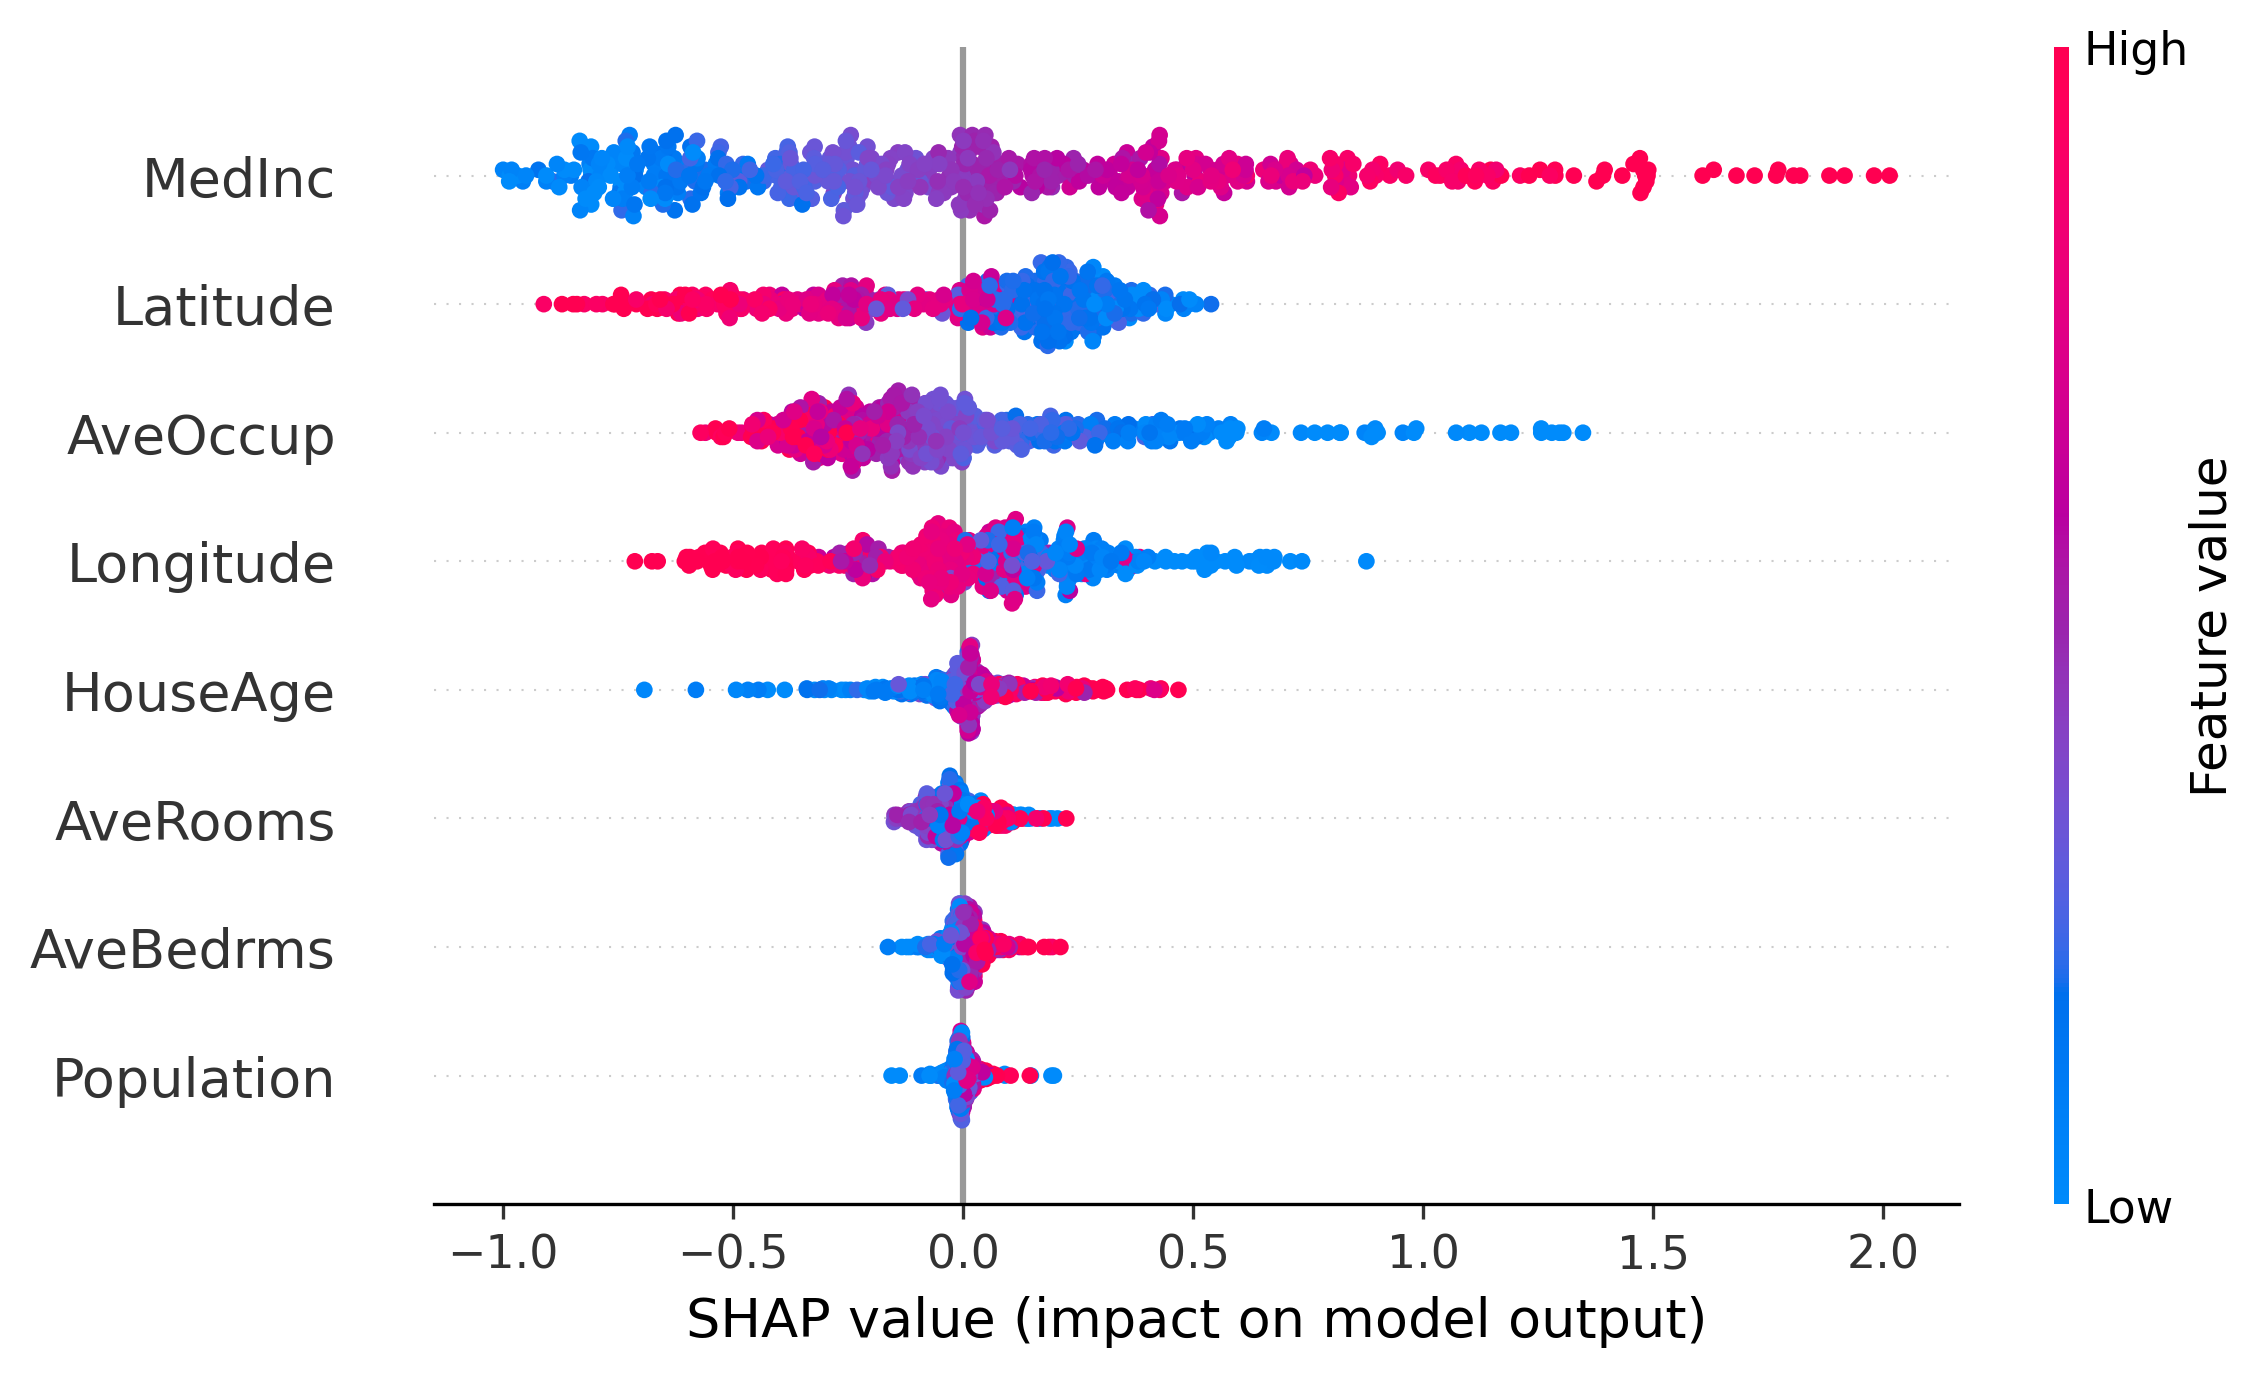 High
MedInc
Latitude
AveOccup
Longitude
HouseAge
AveRooms
AveBedrms
Population
Feature value
Low
−1.0 −0.5 0.0 0.5 1.0 1.5 2.0
SHAP value (impact on model output)